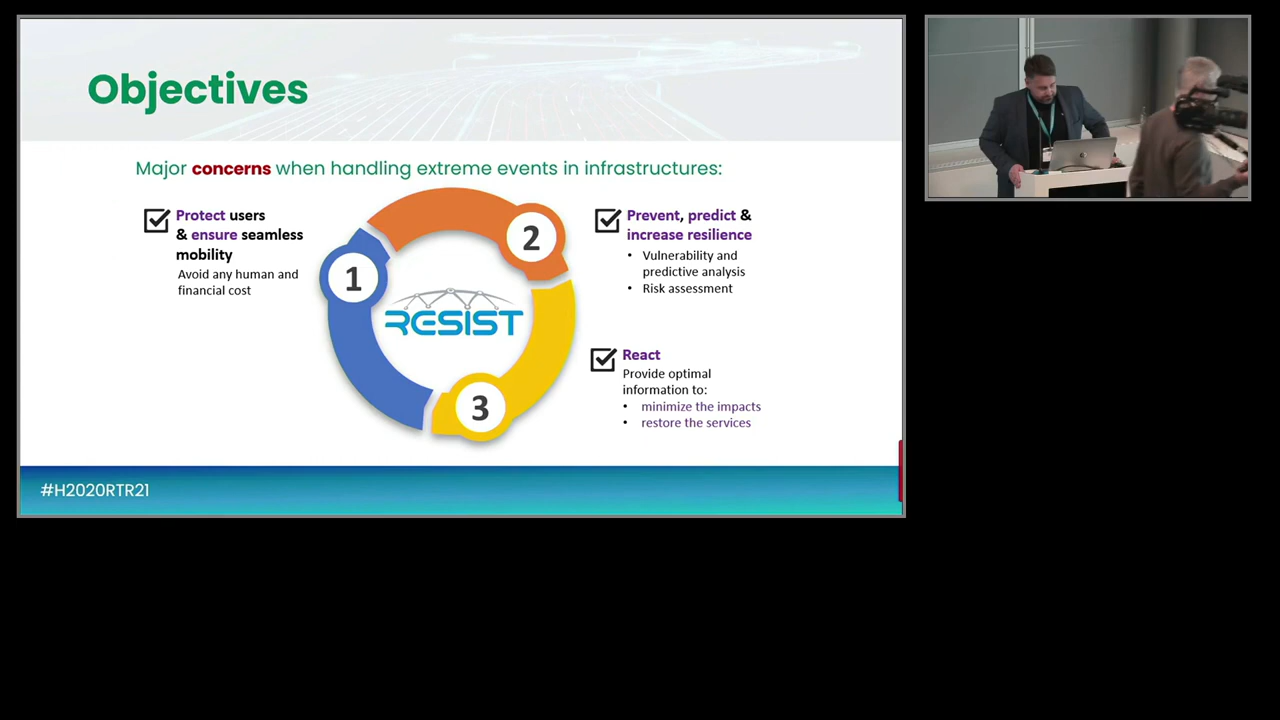 Objectives
Major concerns when handling extreme events in infrastructures:
Protect users
& ensure seamless
mobility
Avoid any human and
financial cost
1
2
3
RESIST
Prevent, predict &
increase resilience
• Vulnerability and
predictive analysis
• Risk assessment
React
Provide optimal
information to:
• minimize the impacts
• restore the services
#H2020RTR21